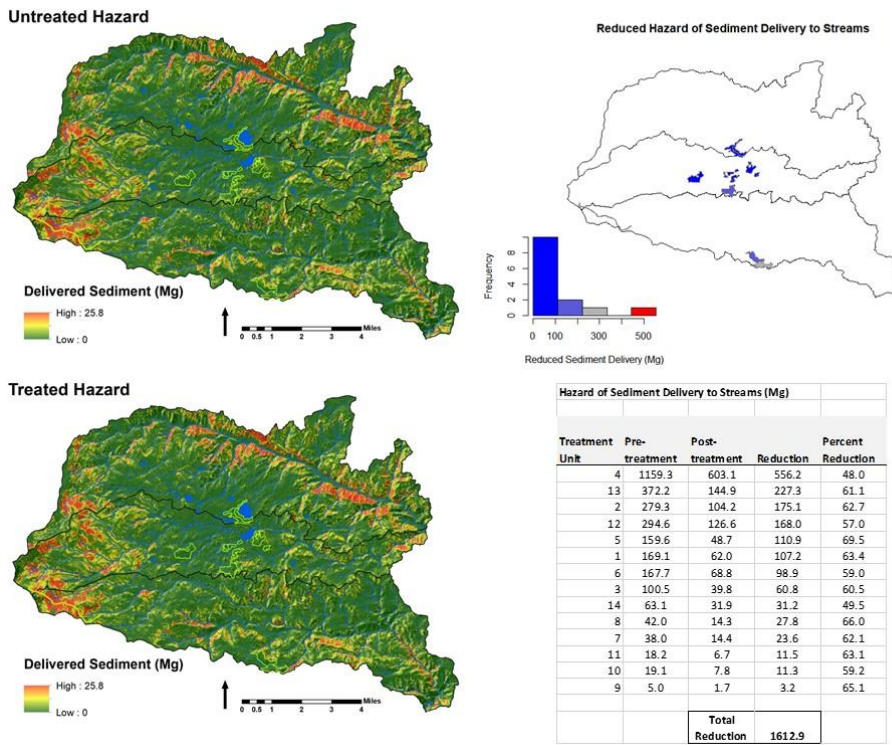 Untreated Hazard
Delivered Sediment (Mg)
High : 25.8
Low : 0
Miles
0 0.5 1 2 3 4
Reduced Hazard of Sediment Delivery to Streams
Frequency
0 2 4 6 8
0 100 300 500
Reduced Sediment Delivery (Mg)
Treated Hazard
Delivered Sediment (Mg)
High : 25.8
Low : 0
Miles
0 0.5 1 2 3 4
Hazard of Sediment Delivery to Streams (Mg)
Treatment Unit Pre-treatment Post-treatment Reduction Percent Reduction
4 1159.3 603.1 556.2 48.0
13 372.2 144.9 227.3 61.1
2 279.3 104.2 175.1 62.7
12 294.6 126.6 168.0 57.0
5 159.6 48.7 110.9 69.5
1 169.1 62.0 107.2 63.4
6 167.7 68.8 98.9 59.0
3 100.5 39.8 60.8 60.5
14 63.1 31.9 31.2 49.5
8 42.0 14.3 27.8 66.0
7 38.0 14.4 23.6 62.1
11 18.2 6.7 11.5 63.1
10 19.1 7.8 11.3 59.2
9 5.0 1.7 3.2 65.1
Total Reduction 1612.9